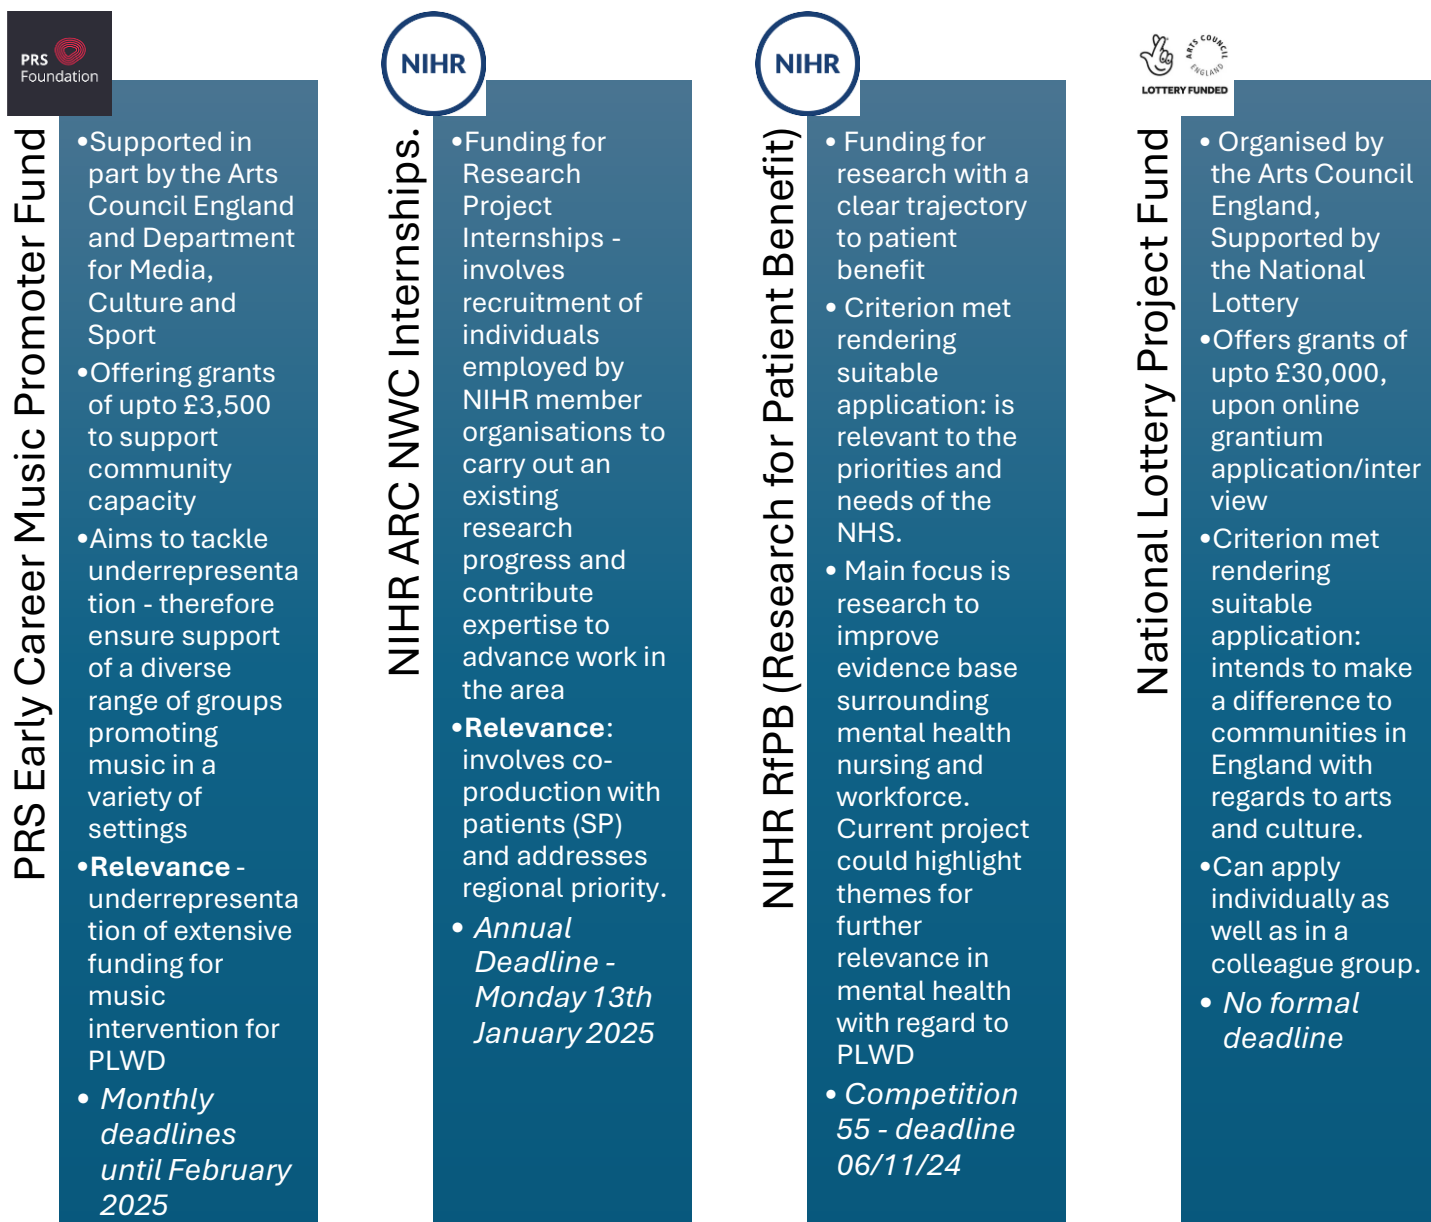 PRS
Foundation
PRS Early Career Music Promoter Fund
•Supported in
part by the Arts
Council England
and Department
for Media,
Culture and
Sport
•Offering grants
of upto £3,500
to support
community
capacity
•Aims to tackle
underrepresenta
tion - therefore
ensure support
of a diverse
range of groups
promoting
music in a
variety of
settings
•Relevance -
underrepresenta
tion of extensive
funding for
music
intervention for
PLWD
• Monthly
deadlines
until February
2025
NIHR
NIHR ARC NWC Internships.
•Funding for
Research
Project
Internships -
involves
recruitment of
individuals
employed by
NIHR member
organisations to
carry out an
existing
research
progress and
contribute
expertise to
advance work in
the area
•Relevance:
involves co-
production with
patients (SP)
and addresses
regional priority.
• Annual
Deadline -
Monday 13th
January 2025
NIHR
NIHR RfPB (Research for Patient Benefit)
• Funding for
research with a
clear trajectory
to patient
benefit
• Criterion met
rendering
suitable
application: is
relevant to the
priorities and
needs of the
NHS.
• Main focus is
research to
improve
evidence base
surrounding
mental health
nursing and
workforce.
Current project
could highlight
themes for
further
relevance in
mental health
with regard to
PLWD
• Competition
55 - deadline
06/11/24
ARTS COUNCIL
ENGLAND
LOTTERY FUNDED
National Lottery Project Fund
• Organised by
the Arts Council
England,
Supported by
the National
Lottery
•Offers grants of
upto £30,000,
upon online
grantium
application/inter
view
•Criterion met
rendering
suitable
application:
intends to make
a difference to
communities in
England with
regards to arts
and culture.
•Can apply
individually as
well as in a
colleague group.
• No formal
deadline